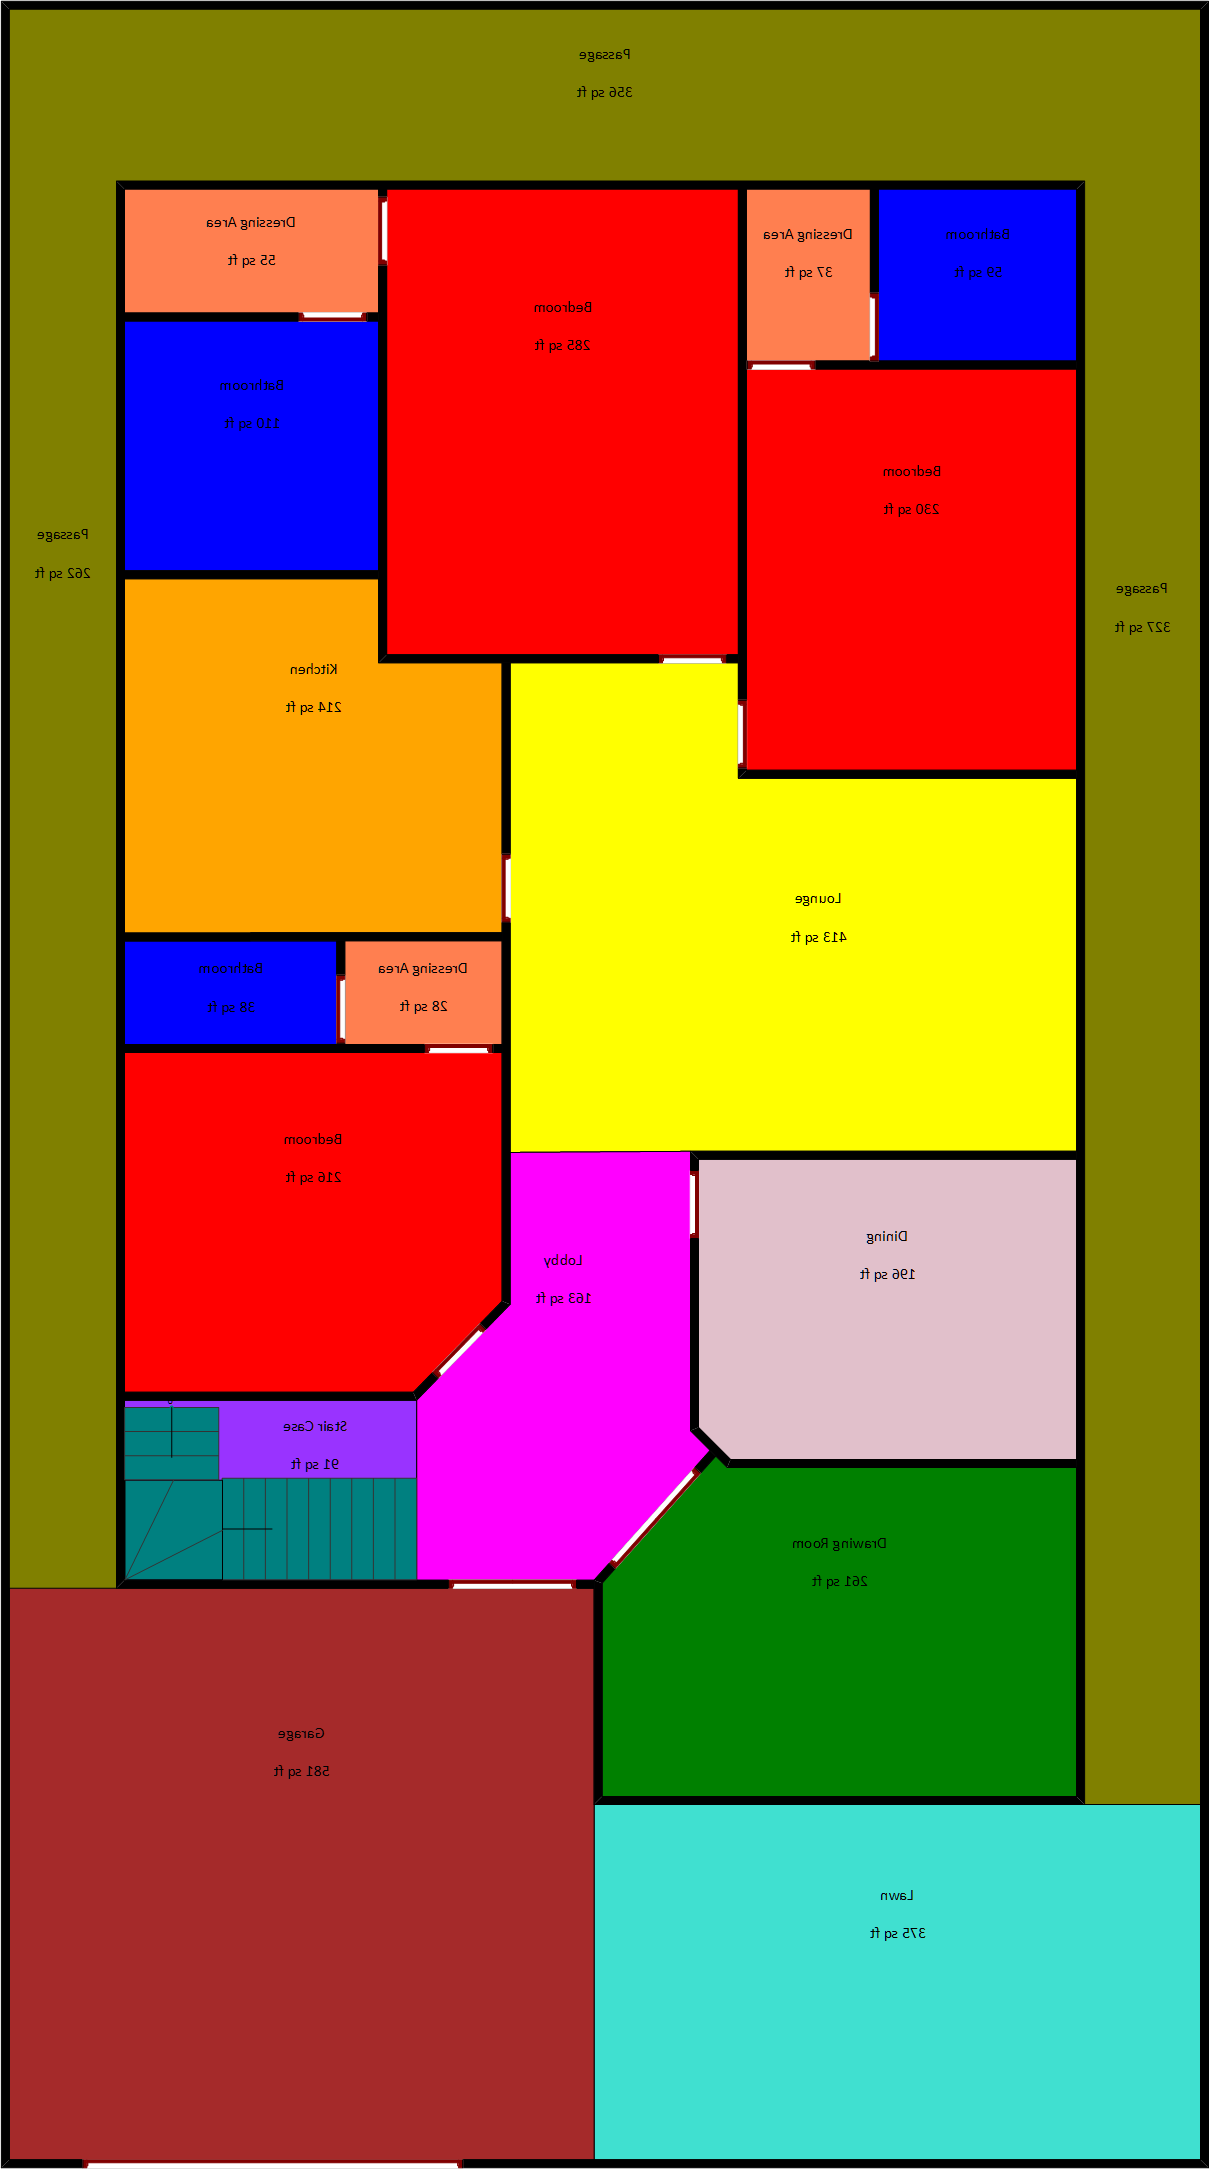 Passage
356 sq ft
Dressing Area
55 sq ft
Dressing Area
37 sq ft
Bathroom
59 sq ft
Bedroom
285 sq ft
Bathroom
110 sq ft
Bedroom
230 sq ft
Passage
262 sq ft
Passage
327 sq ft
Kitchen
214 sq ft
Lounge
413 sq ft
Bathroom
38 sq ft
Dressing Area
28 sq ft
Bedroom
216 sq ft
Dining
196 sq ft
Lobby
163 sq ft
Stair Case
91 sq ft
Drawing Room
261 sq ft
Garage
581 sq ft
Lawn
375 sq ft